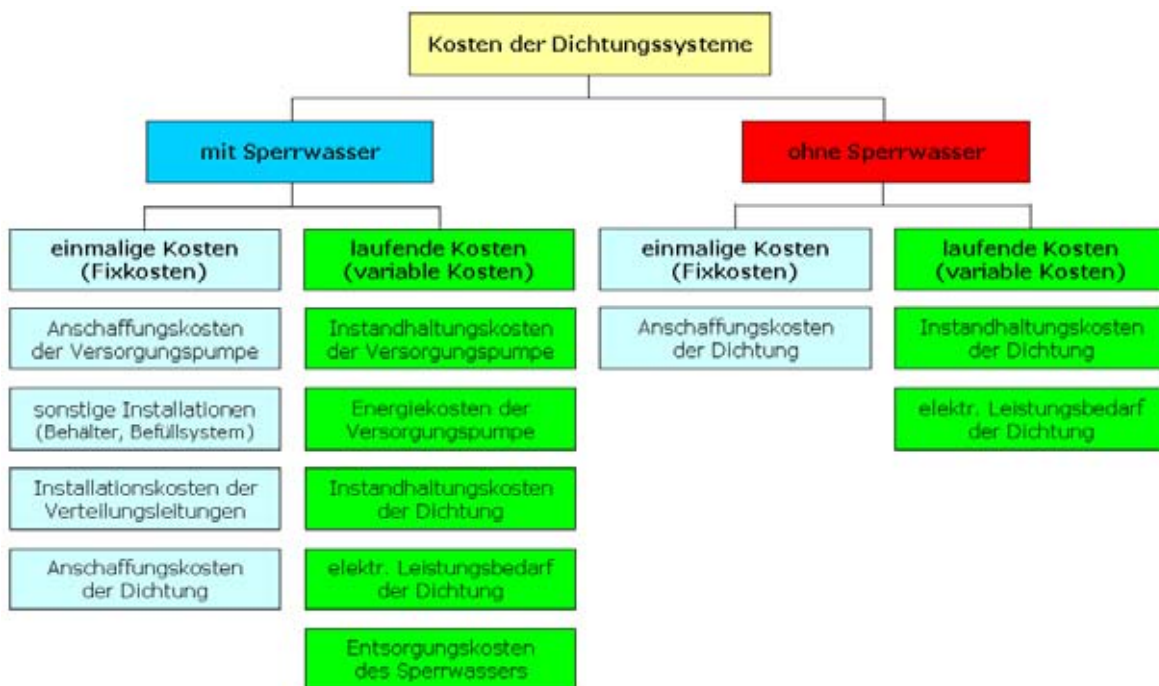 Kosten der Dichtungssysteme
mit Sperrwasser
ohne Sperrwasser
einmalige Kosten
(Fixkosten)
Anschaffungskosten
der Versorgungspumpe
sonstige Installationen
(Behälter, Befüllsystem)
Installationskosten der
Verteilungsleitungen
Anschaffungskosten
der Dichtung
laufende Kosten
(variable Kosten)
Instandhaltungskosten
der Versorgungspumpe
Energiekosten der
Versorgungspumpe
Instandhaltungskosten
der Dichtung
elektr. Leistungsbedarf
der Dichtung
Entsorgungskosten
des Sperrwassers
einmalige Kosten
(Fixkosten)
Anschaffungskosten
der Dichtung
laufende Kosten
(variable Kosten)
Instandhaltungskosten
der Dichtung
elektr. Leistungsbedarf
der Dichtung